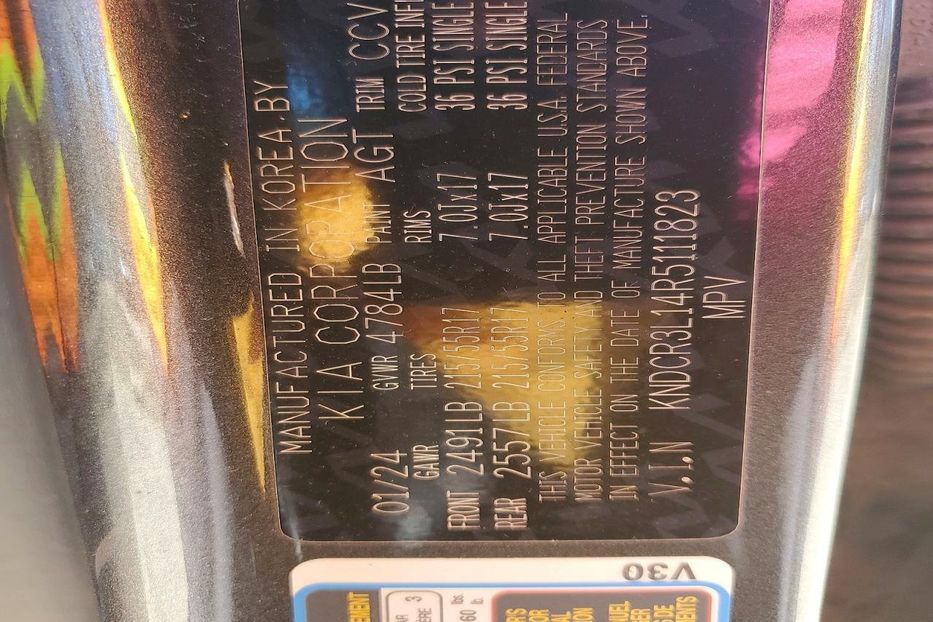 MANUFACTURED IN KOREA.BY
KIA CORPORATION
01/24 GVWR 4784LB PAINT AGT TRIM CCV
GAWR TIRES RIMS COLD TIRE INF
FRONT 2491LB 215/55R17 7.0Jx17 36 PSI SINGLE
REAR 2557LB 215/55R17 7.0Jx17 36 PSI SINGLE
THIS VEHICLE CONFORMS TO ALL APPLICABLE U.S.A. FEDERAL
MOTOR VEHICLE SAFETY AND THEFT PREVENTION STANDARDS
IN EFFECT ON THE DATE OF MANUFACTURE SHOWN ABOVE.
V.I.N KNDCR3L14R5111823
MPV
V30